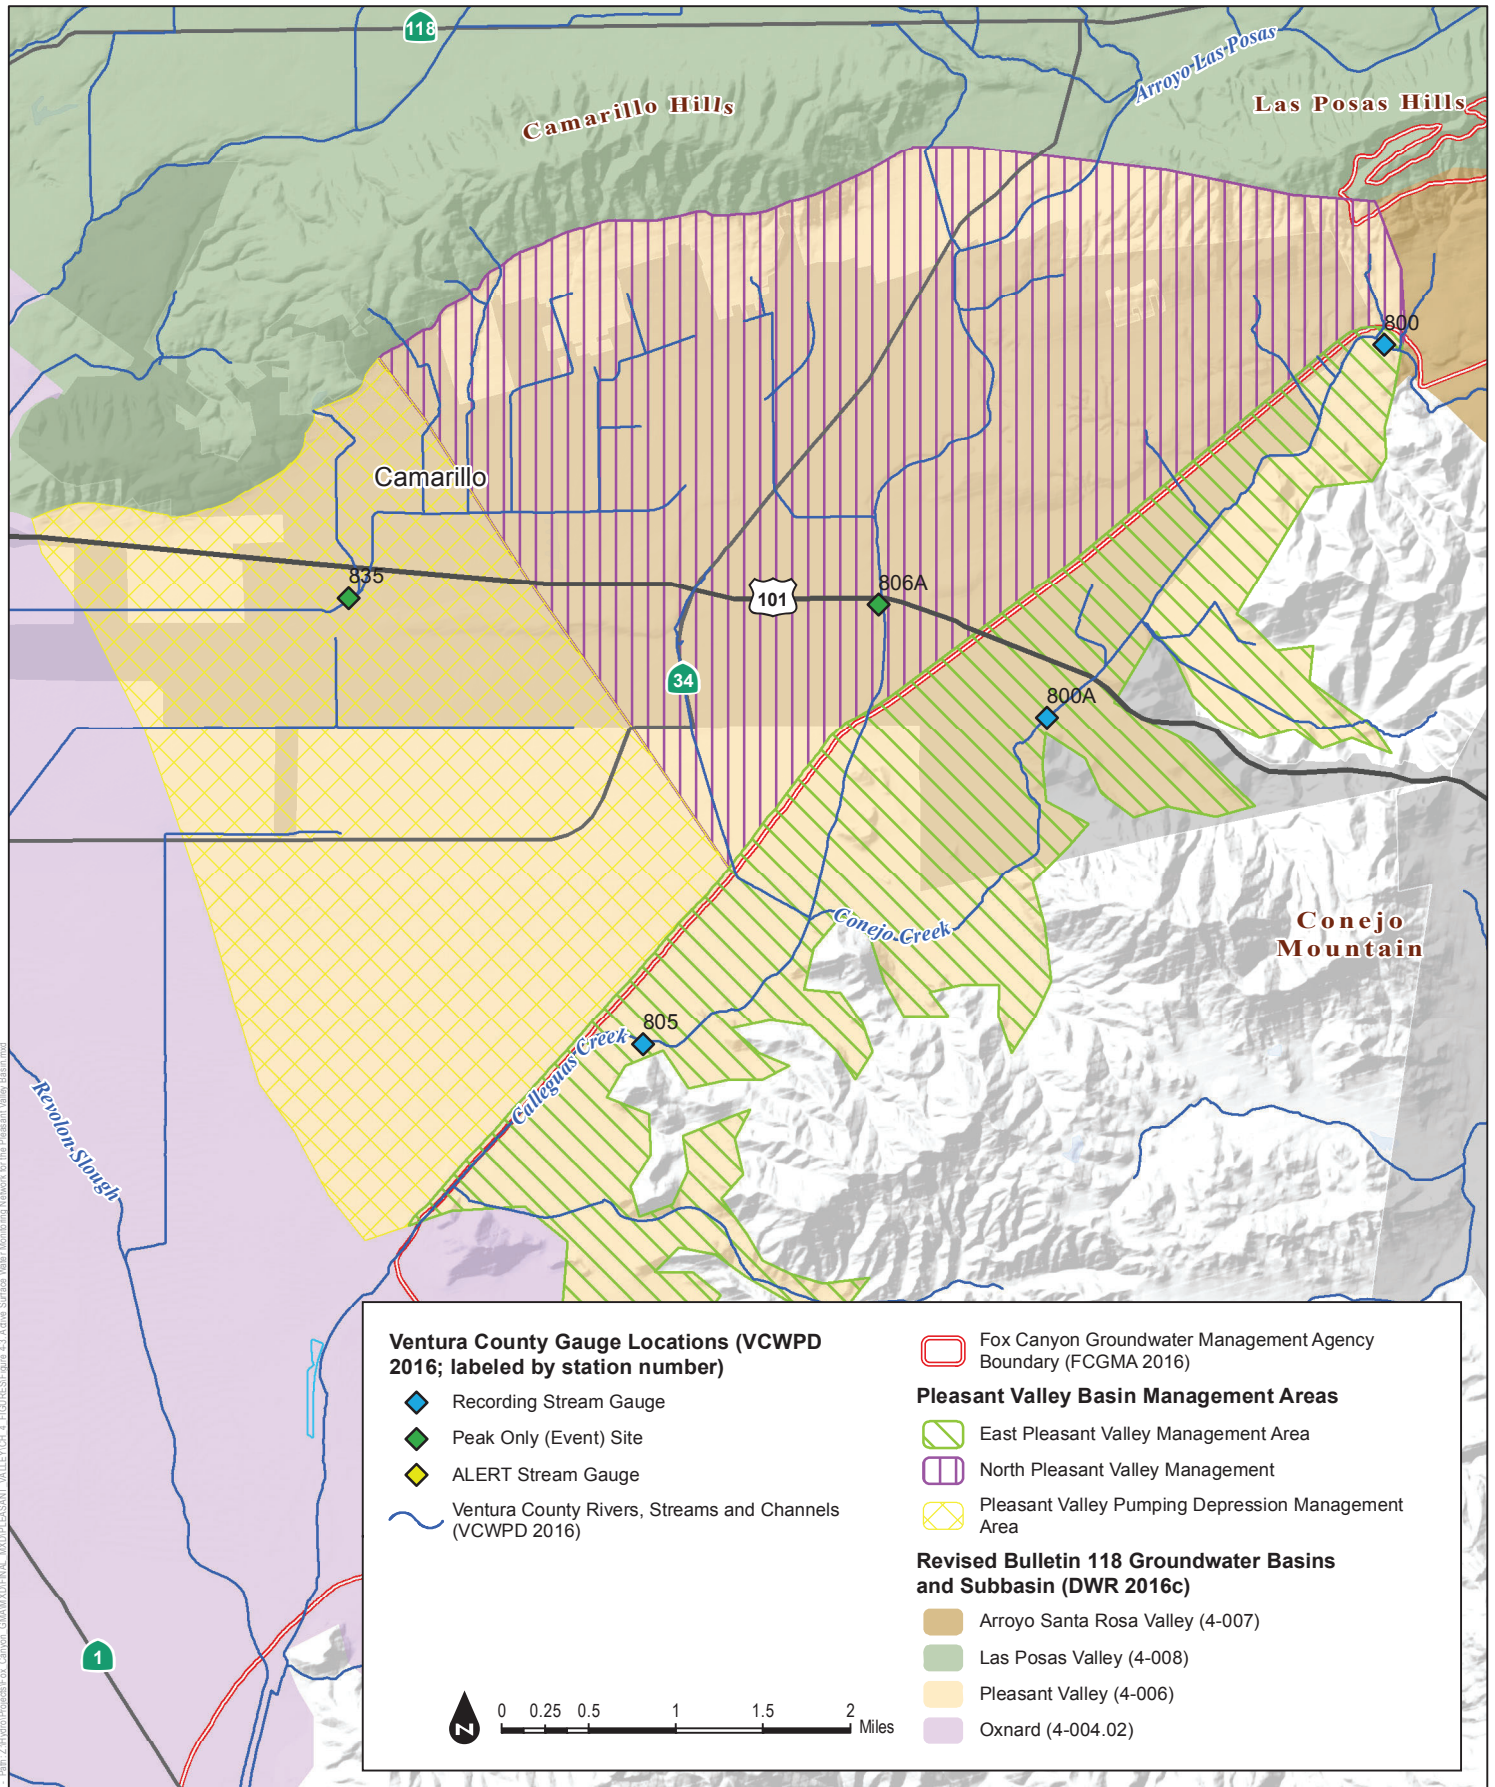 118
Arroyo Las Posas
Camarillo Hills
Las Posas Hills
800
Camarillo
835
806A
101
34
800A
Conejo Creek
Conejo
Mountain
805
Calleguas Creek
Revolon Slough
1
Ventura County Gauge Locations (VCWPD
2016; labeled by station number)
Recording Stream Gauge
Peak Only (Event) Site
ALERT Stream Gauge
Ventura County Rivers, Streams and Channels
(VCWPD 2016)
N
0 0.25 0.5 1 1.5 2
Miles
Fox Canyon Groundwater Management Agency
Boundary (FCGMA 2016)
Pleasant Valley Basin Management Areas
East Pleasant Valley Management Area
North Pleasant Valley Management
Pleasant Valley Pumping Depression Management
Area
Revised Bulletin 118 Groundwater Basins
and Subbasin (DWR 2016c)
Arroyo Santa Rosa Valley (4-007)
Las Posas Valley (4-008)
Pleasant Valley (4-006)
Oxnard (4-004.02)